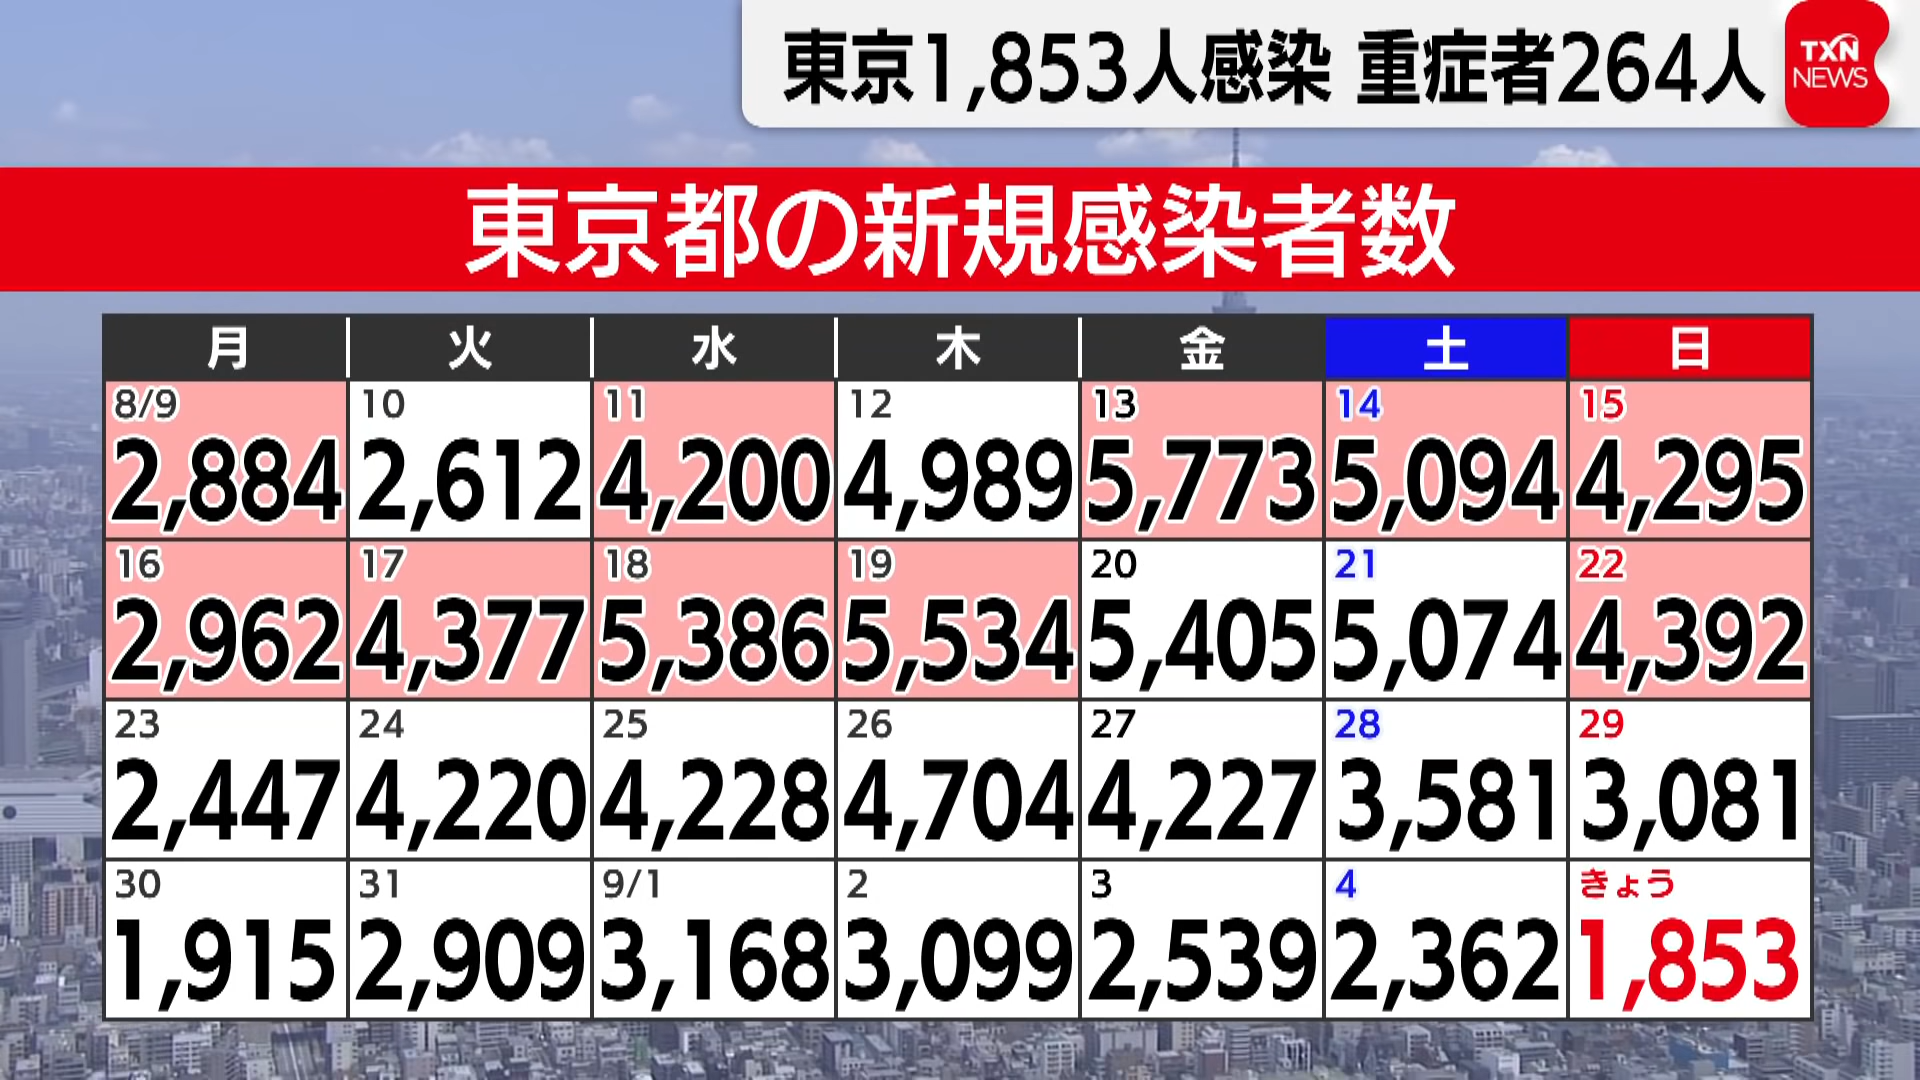 東京1,853人感染 重症者264人
TXN
NEWS
東京都の新規感染者数
月 火 水 木 金 土 日
8/9 10 11 12 13 14 15
2,884 2,612 4,200 4,989 5,773 5,094 4,295
16 17 18 19 20 21 22
2,962 4,377 5,386 5,534 5,405 5,074 4,392
23 24 25 26 27 28 29
2,447 4,220 4,228 4,704 4,227 3,581 3,081
30 31 9/1 2 3 4 きょう
1,915 2,909 3,168 3,099 2,539 2,362 1,853